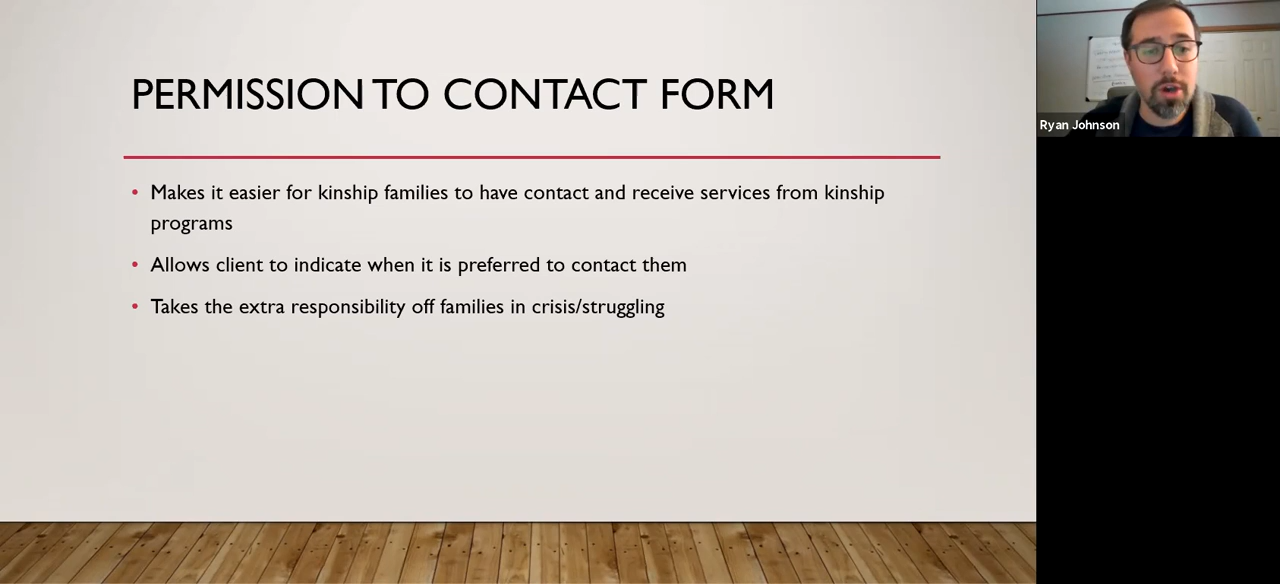 PERMISSION TO CONTACT FORM
• Makes it easier for kinship families to have contact and receive services from kinship
programs
• Allows client to indicate when it is preferred to contact them
• Takes the extra responsibility off families in crisis/struggling
Ryan Johnson